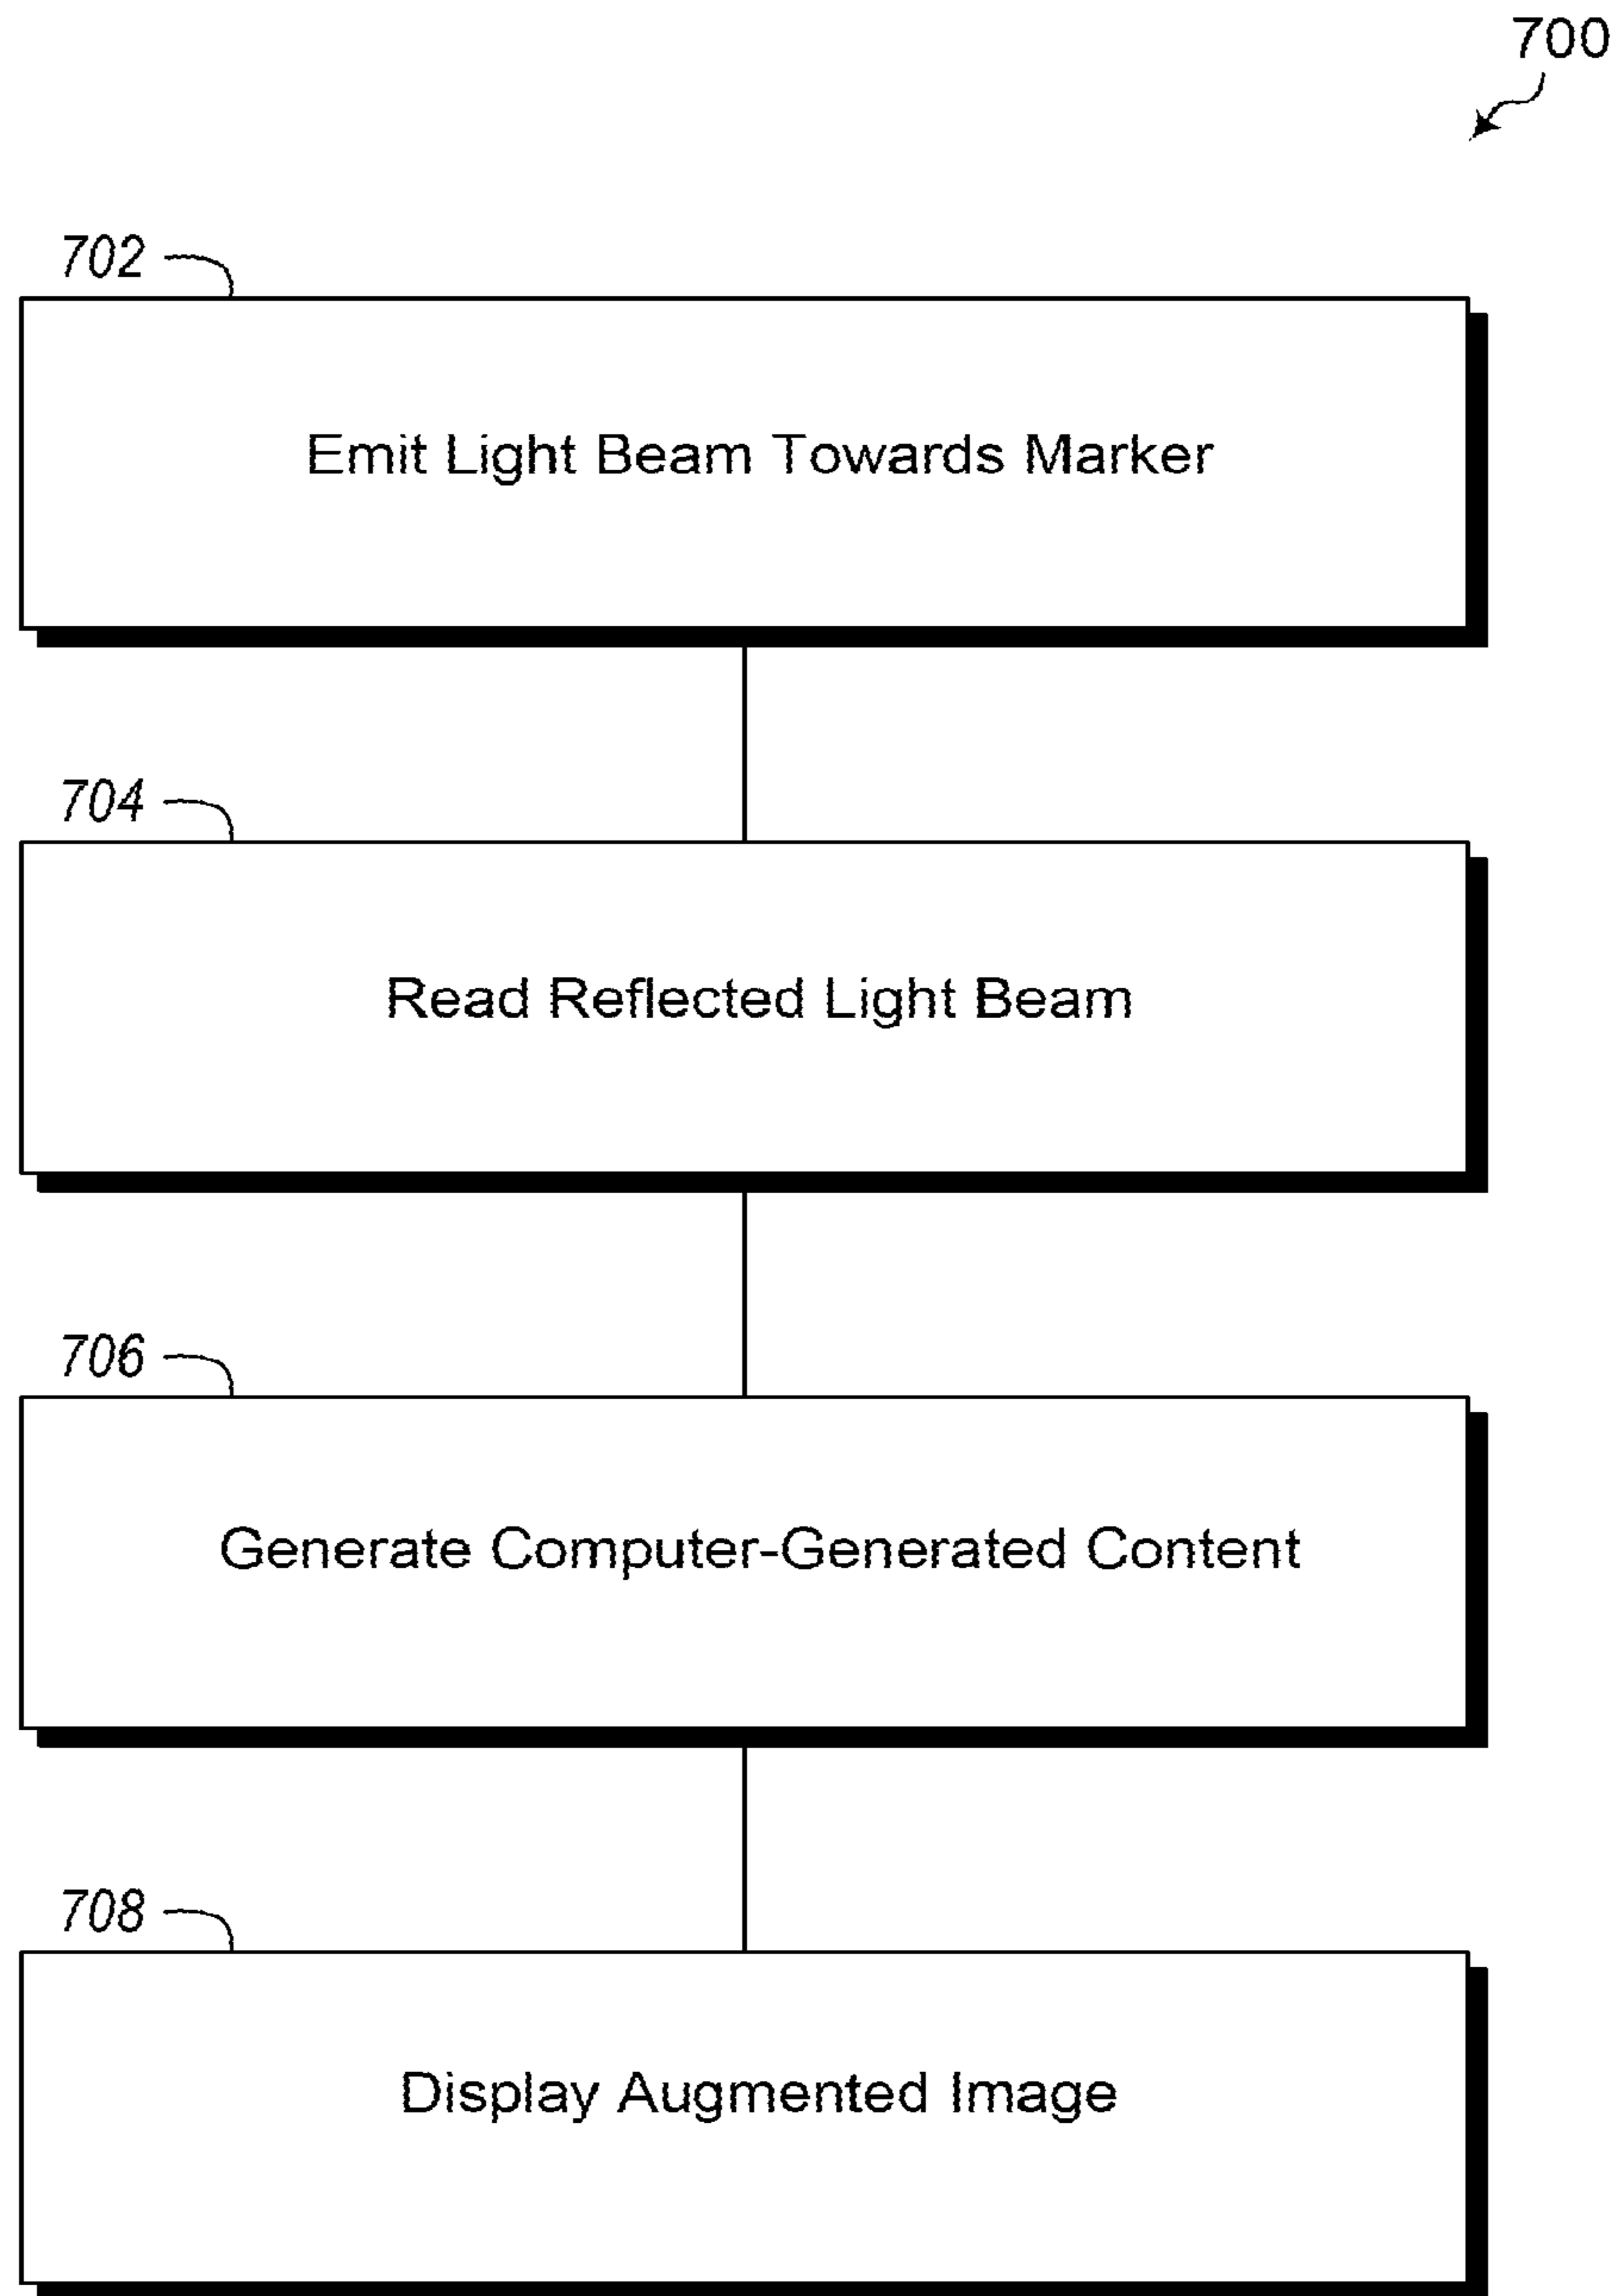 700
702
Emit Light Beam Towards Marker
704
Read Reflected Light Beam
706
Generate Computer-Generated Content
708
Display Augmented Image